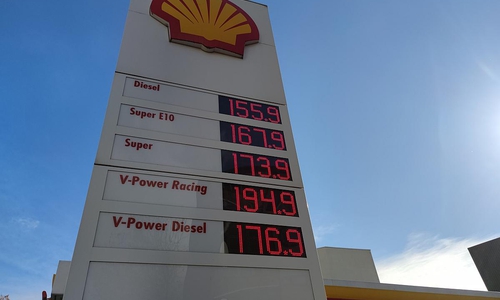 Diesel 155.9
Super E10 167.9
Super 173.9
V-Power Racing 194.9
V-Power Diesel 176.9